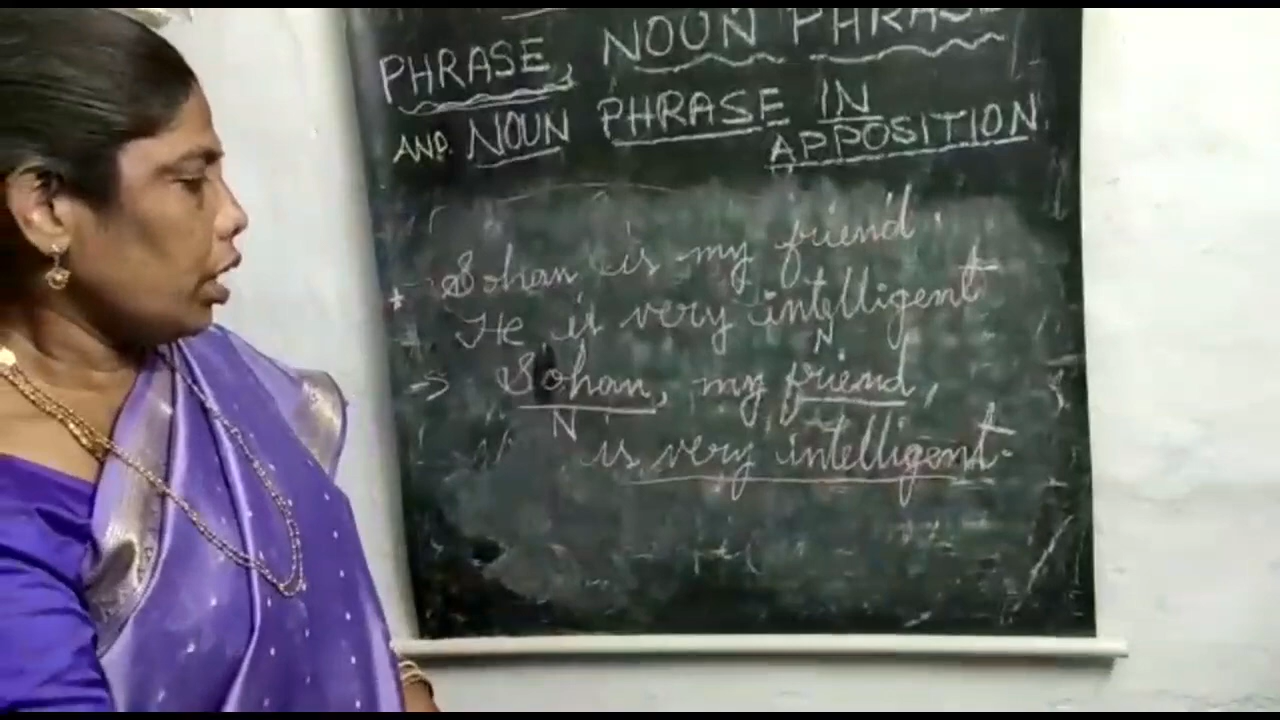 PHRASE, NOUN PHRASE
AND. NOUN PHRASE IN
APPOSITION
Sohan is my friend.
He is very intelligent
N
→ Sohan, my friend,
N
is very intelligent.